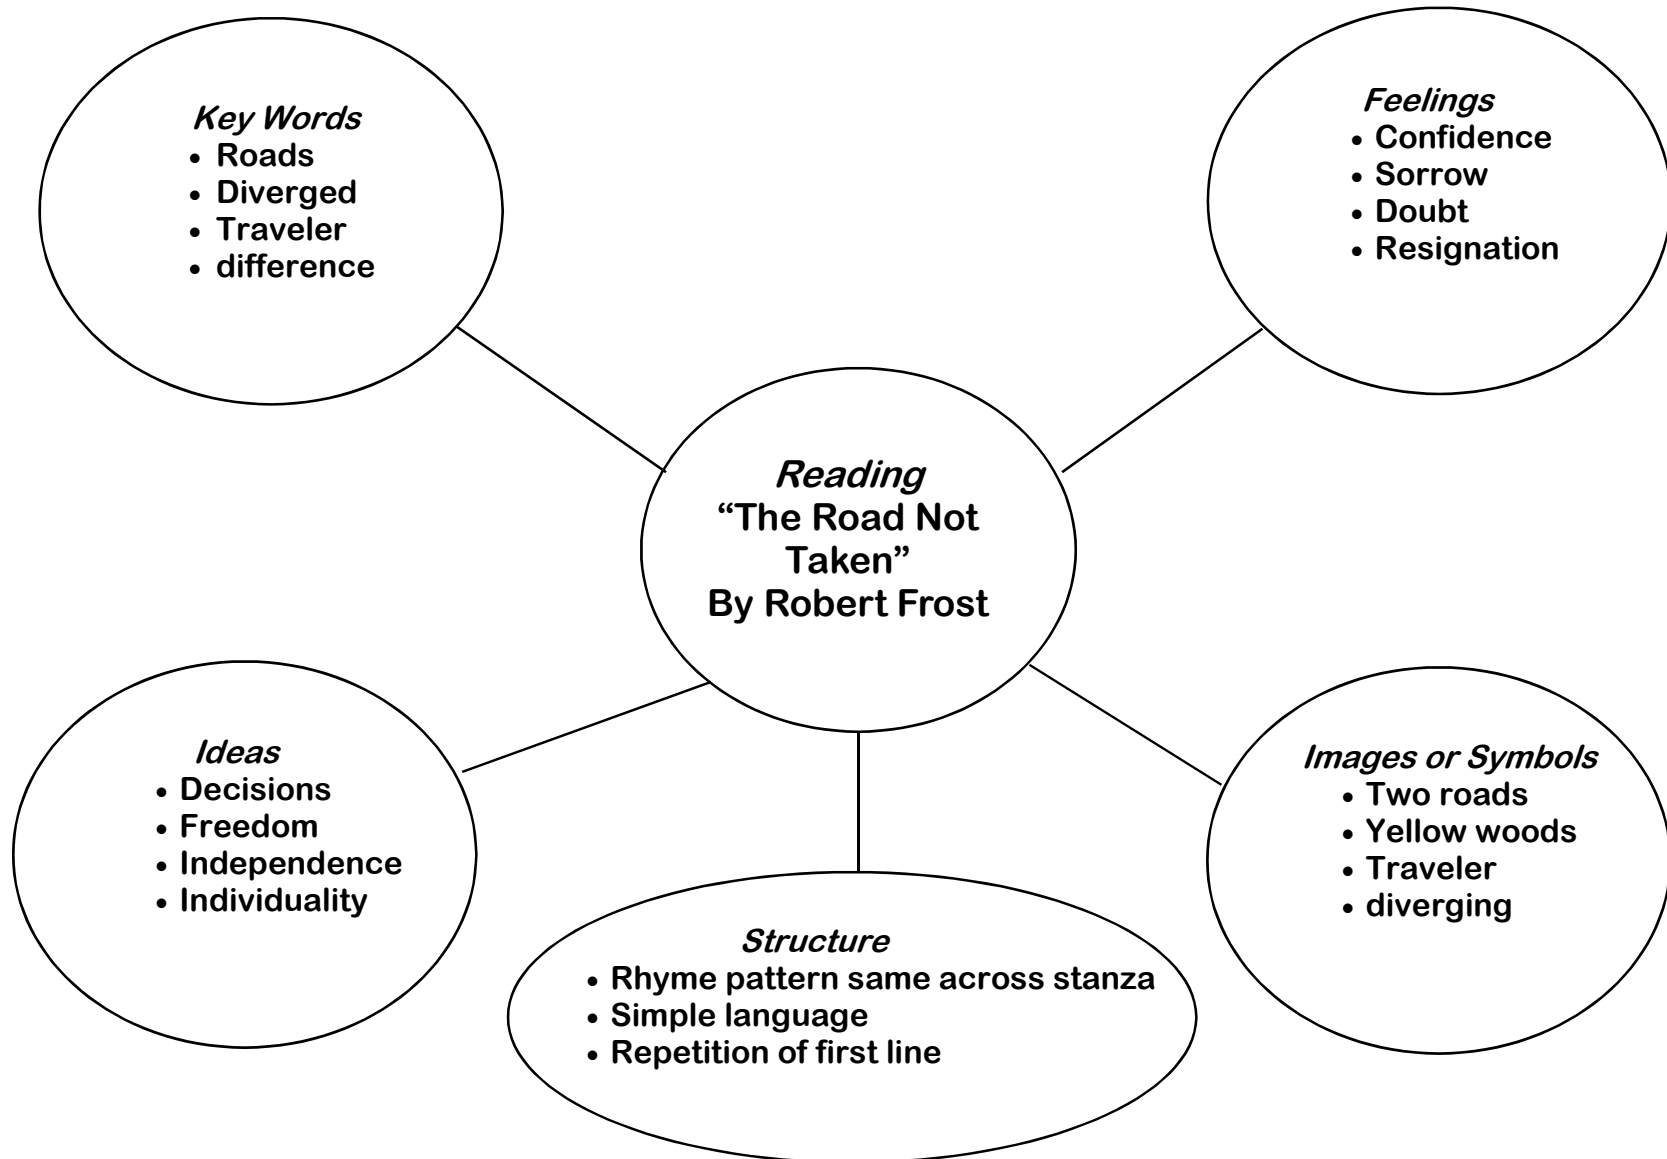 Key Words
• Roads
• Diverged
• Traveler
• difference
Feelings
• Confidence
• Sorrow
• Doubt
• Resignation
Reading
“The Road Not
Taken”
By Robert Frost
Ideas
• Decisions
• Freedom
• Independence
• Individuality
Images or Symbols
• Two roads
• Yellow woods
• Traveler
• diverging
Structure
• Rhyme pattern same across stanza
• Simple language
• Repetition of first line